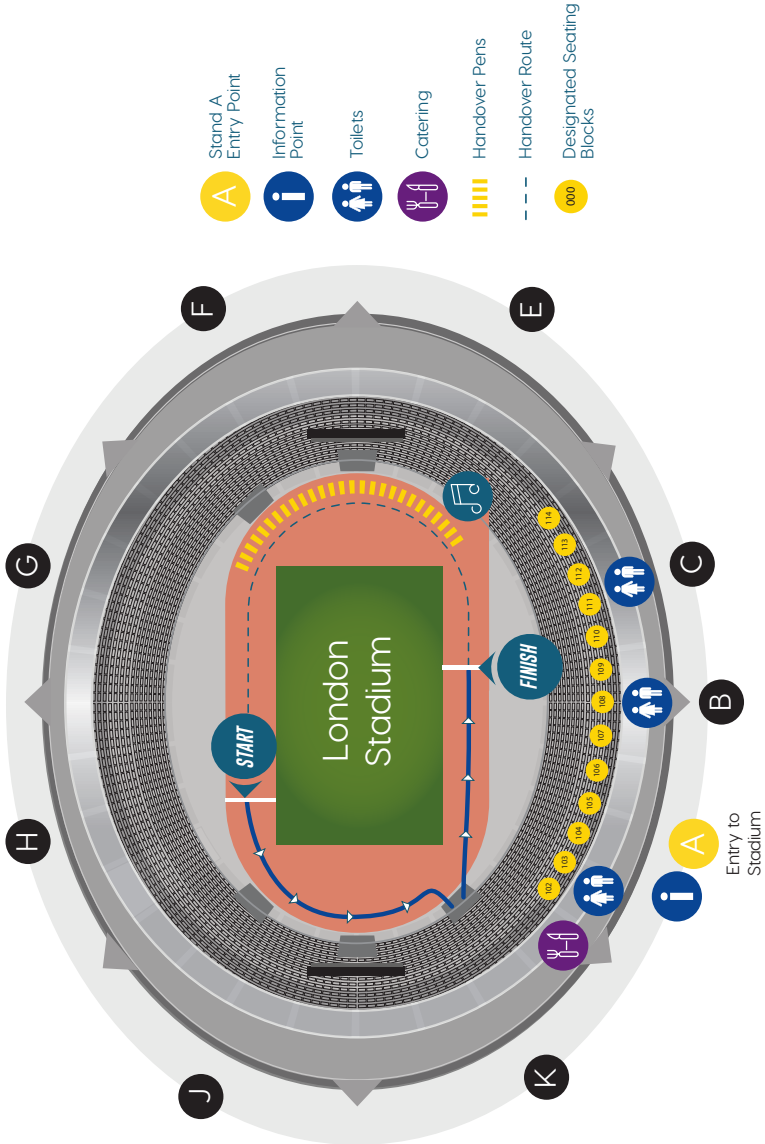 A
Stand A
Entry Point
Information
Point
Toilets
Catering
Handover Pens
Handover Route
000
Designated Seating
Blocks
J
H
G
F
START
London
Stadium
FINISH
102
103
104
105
106
107
108
109
110
111
112
113
114
K
A
Entry to
Stadium
B
C
E